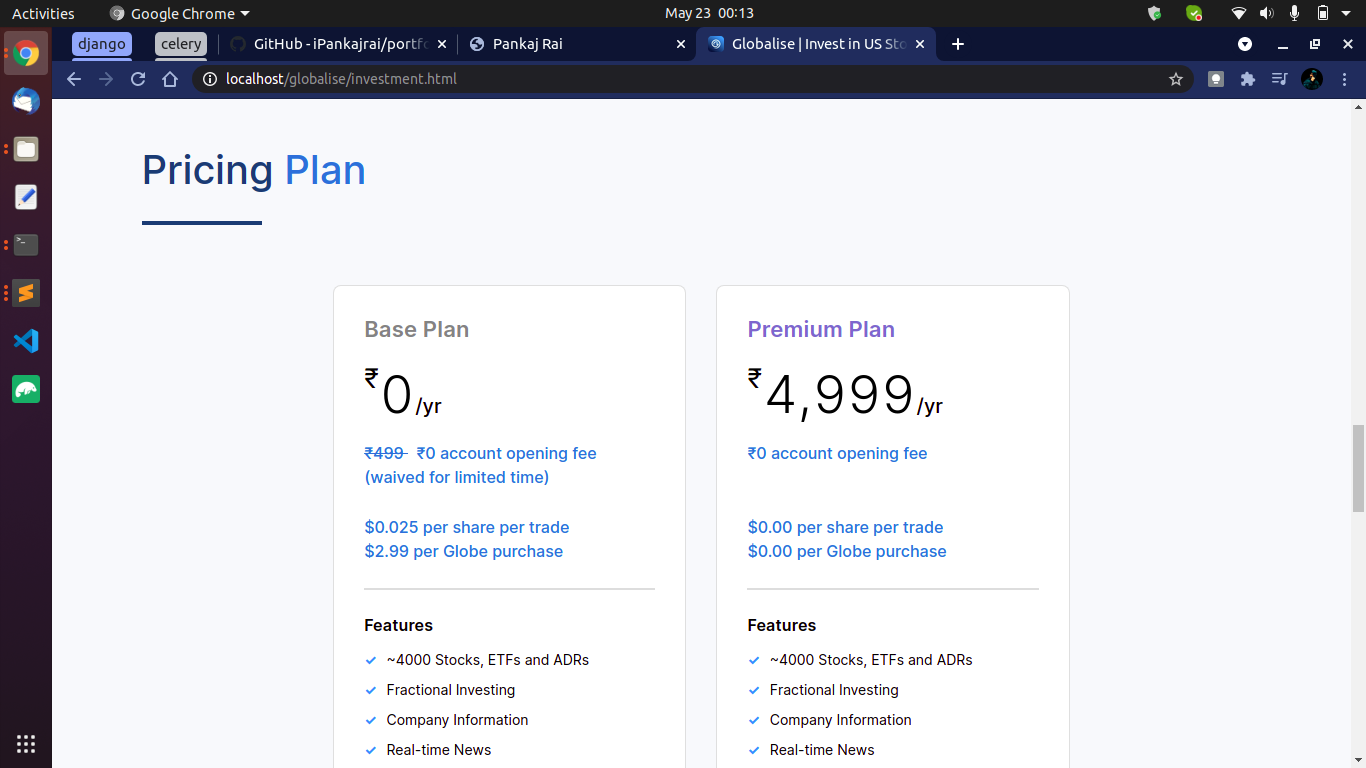 Activities
Google Chrome
May 23 00:13
django
celery
GitHub - iPankajrai/portfo
Pankaj Rai
Globalise | Invest in US Sto
localhost/globalise/investment.html
Pricing Plan
Base Plan
₹0/yr
₹499 ₹0 account opening fee
(waived for limited time)
$0.025 per share per trade
$2.99 per Globe purchase
Features
~4000 Stocks, ETFs and ADRs
Fractional Investing
Company Information
Real-time News
Premium Plan
₹4,999/yr
₹0 account opening fee
$0.00 per share per trade
$0.00 per Globe purchase
Features
~4000 Stocks, ETFs and ADRs
Fractional Investing
Company Information
Real-time News